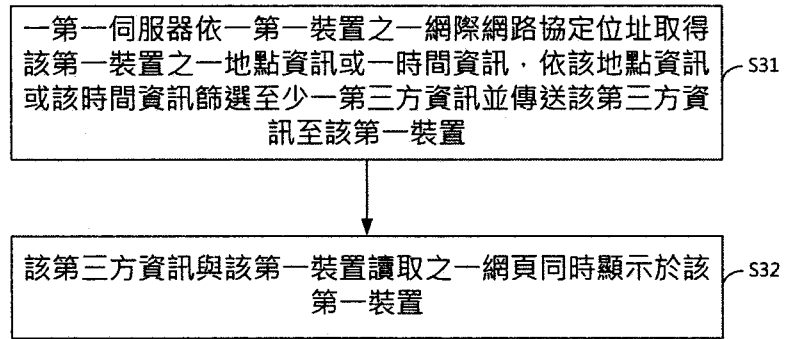 一第一伺服器依一第一裝置之一網際網路協定位址取得
該第一裝置之一地點資訊或一時間資訊，依該地點資訊
或該時間資訊篩選至少一第三方資訊並傳送該第三方資
訊至該第一裝置
S31
該第三方資訊與該第一裝置讀取之一網頁同時顯示於該
第一裝置
S32